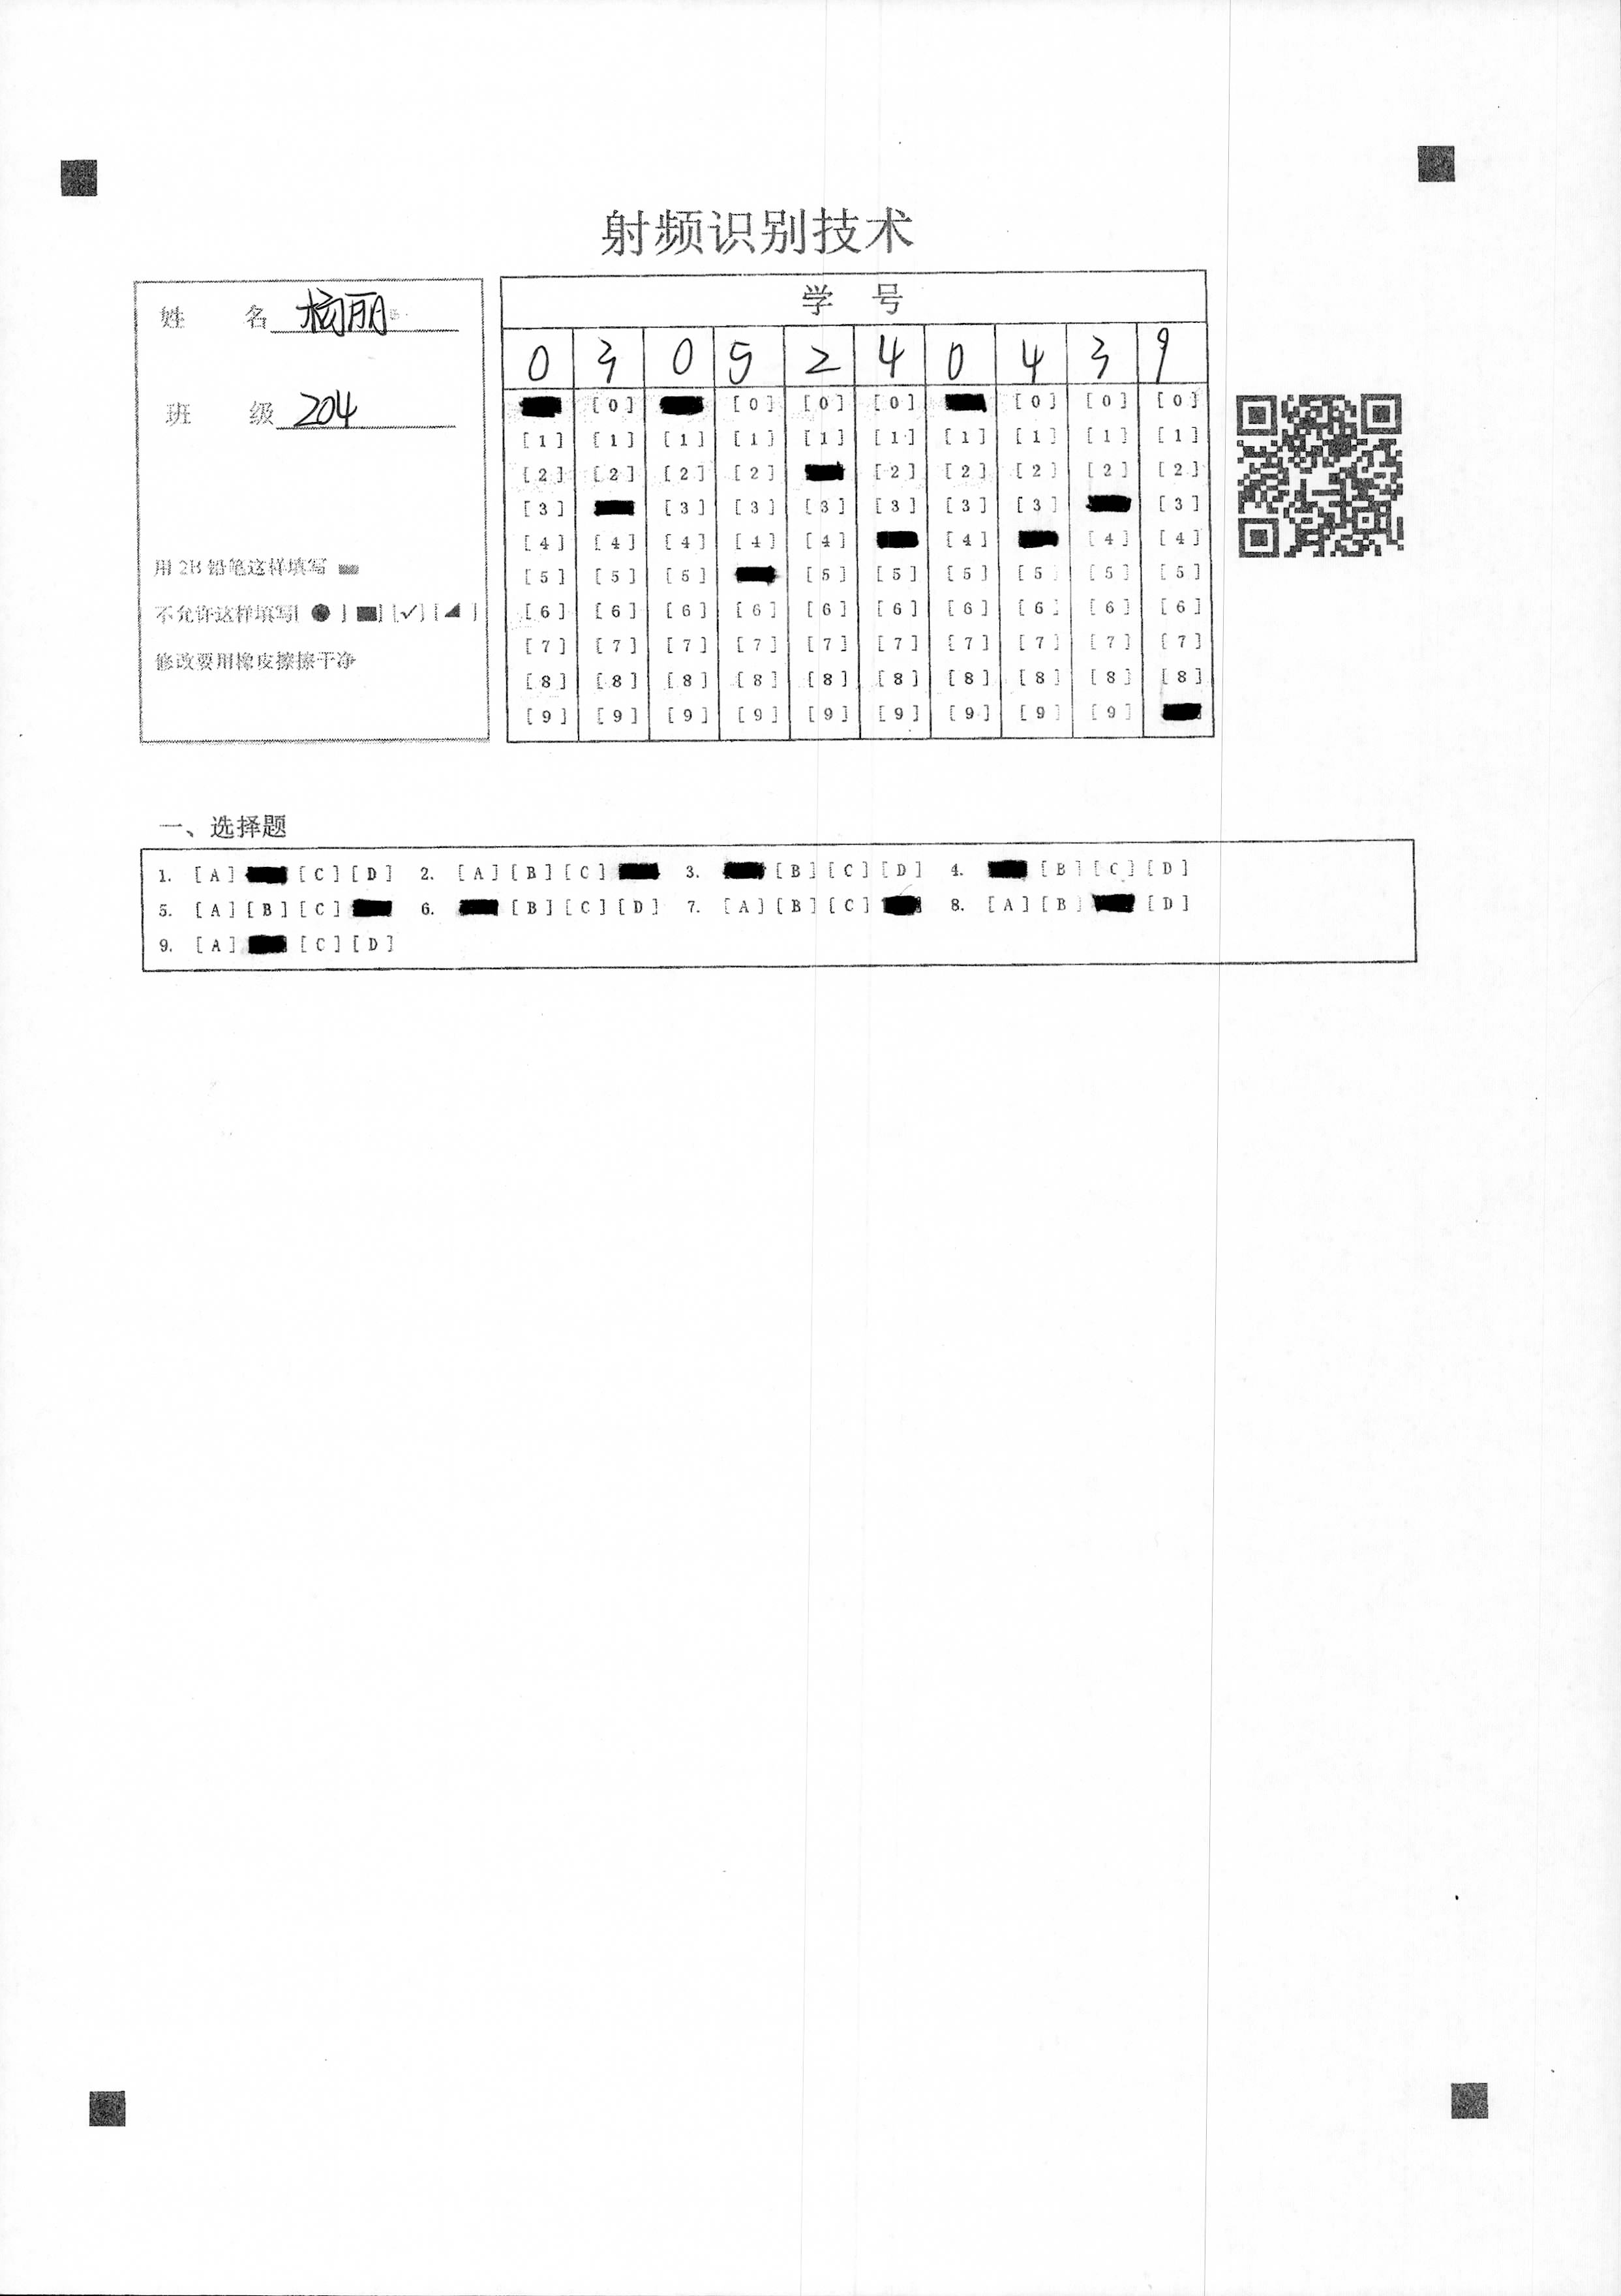 射频识别技术
姓 名 杨丽
班 级 204
用 2B 铅笔这样填写
不允许这样填写[ ● ] ■] [✓] [◢ ]
修改要用橡皮擦擦干净
学 号
0 3 0 5 2 4 0 4 3 9
[0] [0] [0] [0] [0] [0] [0]
[1] [1] [1] [1] [1] [1] [1] [1] [1] [1]
[2] [2] [2] [2] [2] [2] [2] [2] [2]
[3] [3] [3] [3] [3] [3] [3] [3]
[4] [4] [4] [4] [4] [4] [4] [4]
[5] [5] [5] [5] [5] [5] [5] [5] [5]
[6] [6] [6] [6] [6] [6] [6] [6] [6] [6]
[7] [7] [7] [7] [7] [7] [7] [7] [7] [7]
[8] [8] [8] [8] [8] [8] [8] [8] [8] [8]
[9] [9] [9] [9] [9] [9] [9] [9] [9]
一、选择题
1. [A] [C] [D] 2. [A] [B] [C] 3. [B] [C] [D] 4. [B] [C] [D]
5. [A] [B] [C] 6. [B] [C] [D] 7. [A] [B] [C] 8. [A] [B] [D]
9. [A] [C] [D]